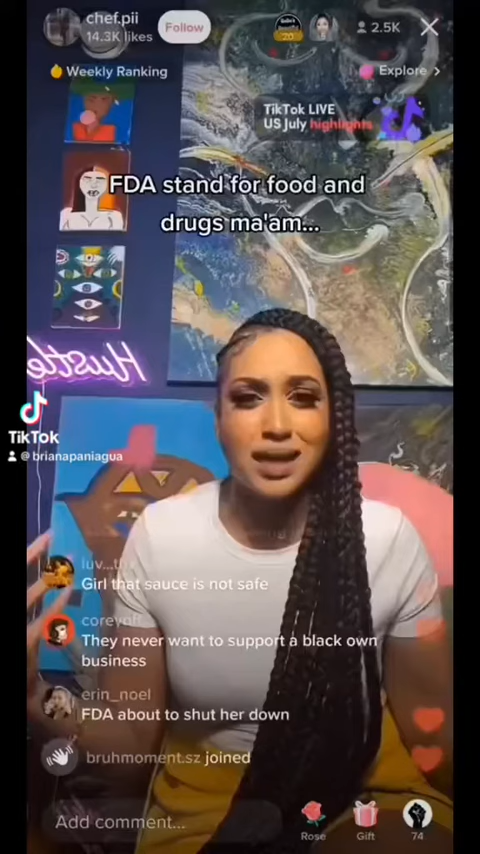 chef.pii
14.3K likes
Follow
20
2.5K
Weekly Ranking
Explore >
TikTok LIVE
US July highlights
FDA stand for food and
drugs ma'am...
Hustle
TikTok
@brianapaniagua
Girl that sauce is not safe
They never want to support a black own
business
erin_noel
FDA about to shut her down
bruhmoment.sz joined
Add comment...
Rose
Gift
74